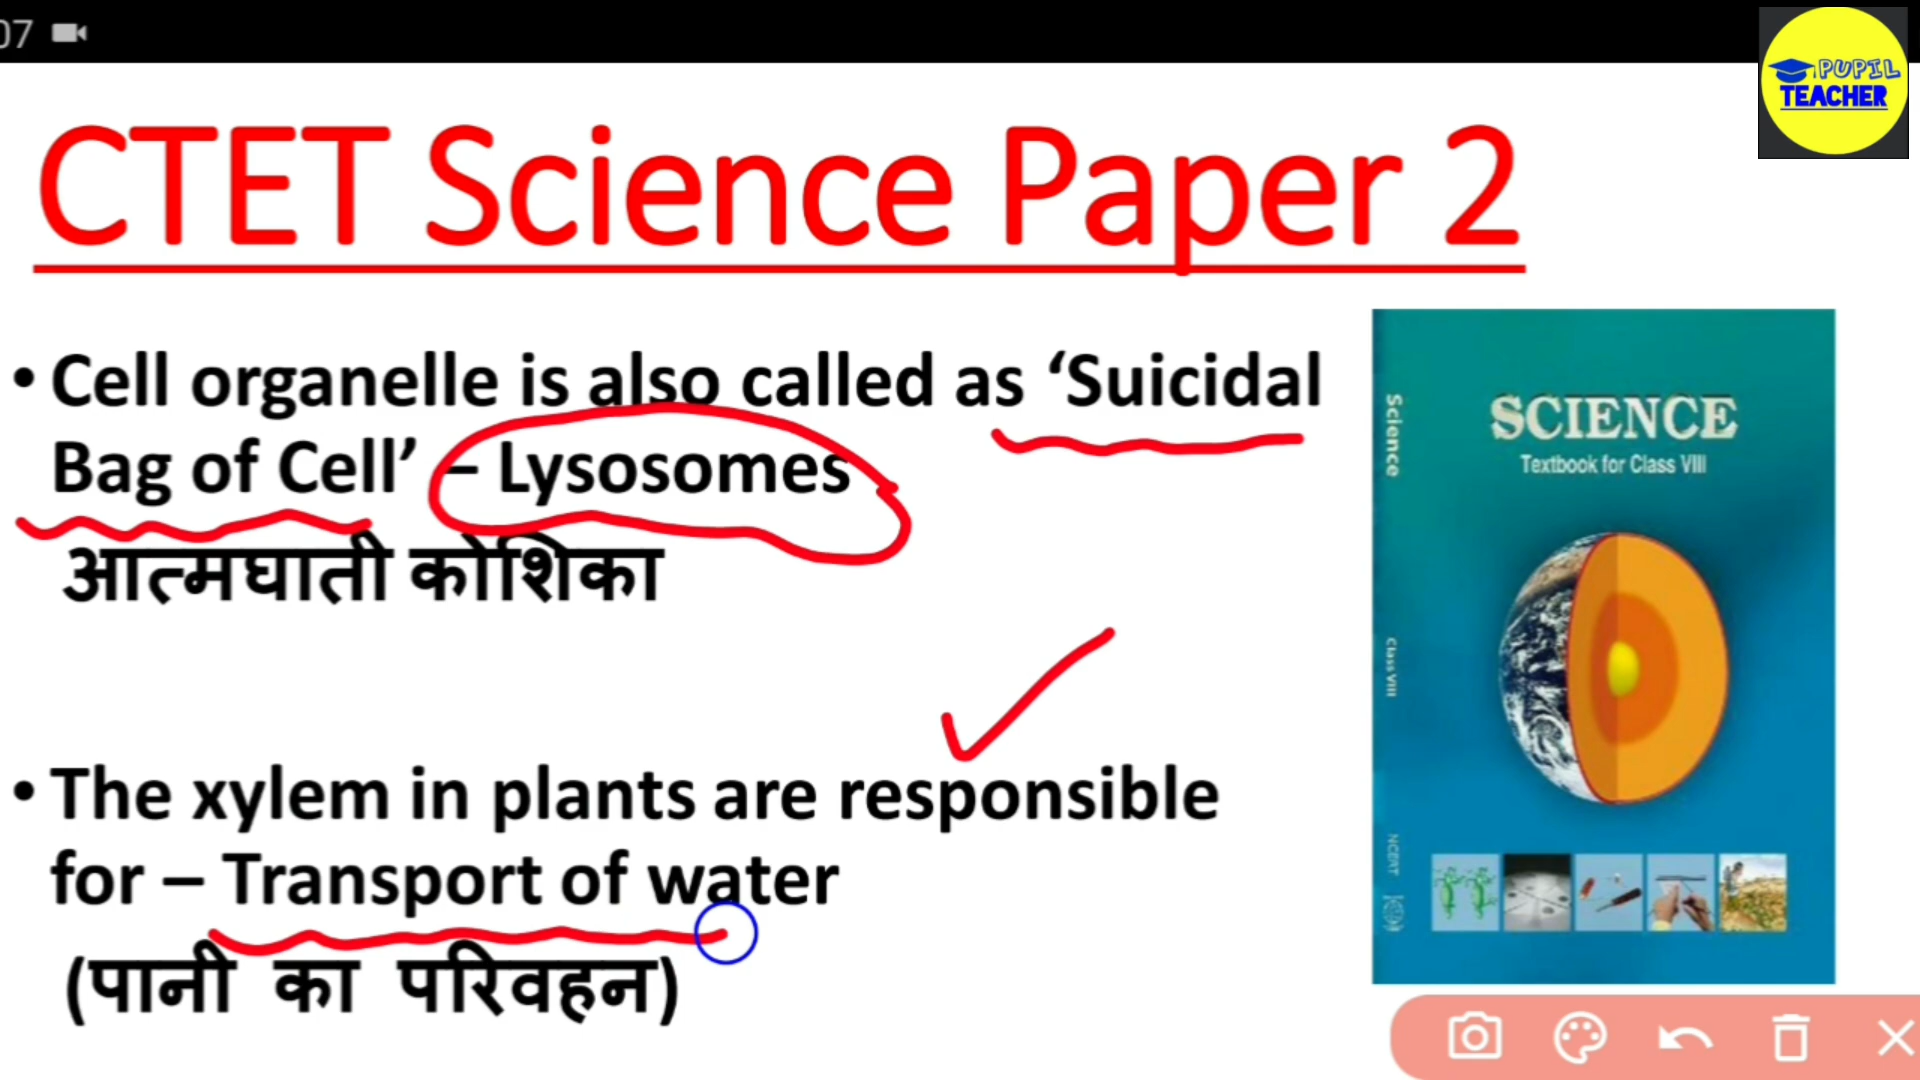 07
PUPIL
TEACHER
CTET Science Paper 2
• Cell organelle is also called as ‘Suicidal
Bag of Cell’ – Lysosomes
आत्मघाती कोशिका
• The xylem in plants are responsible
for – Transport of water
(पानी का परिवहन)
SCIENCE
Textbook for Class VIII
Science
Class VIII
NCERT